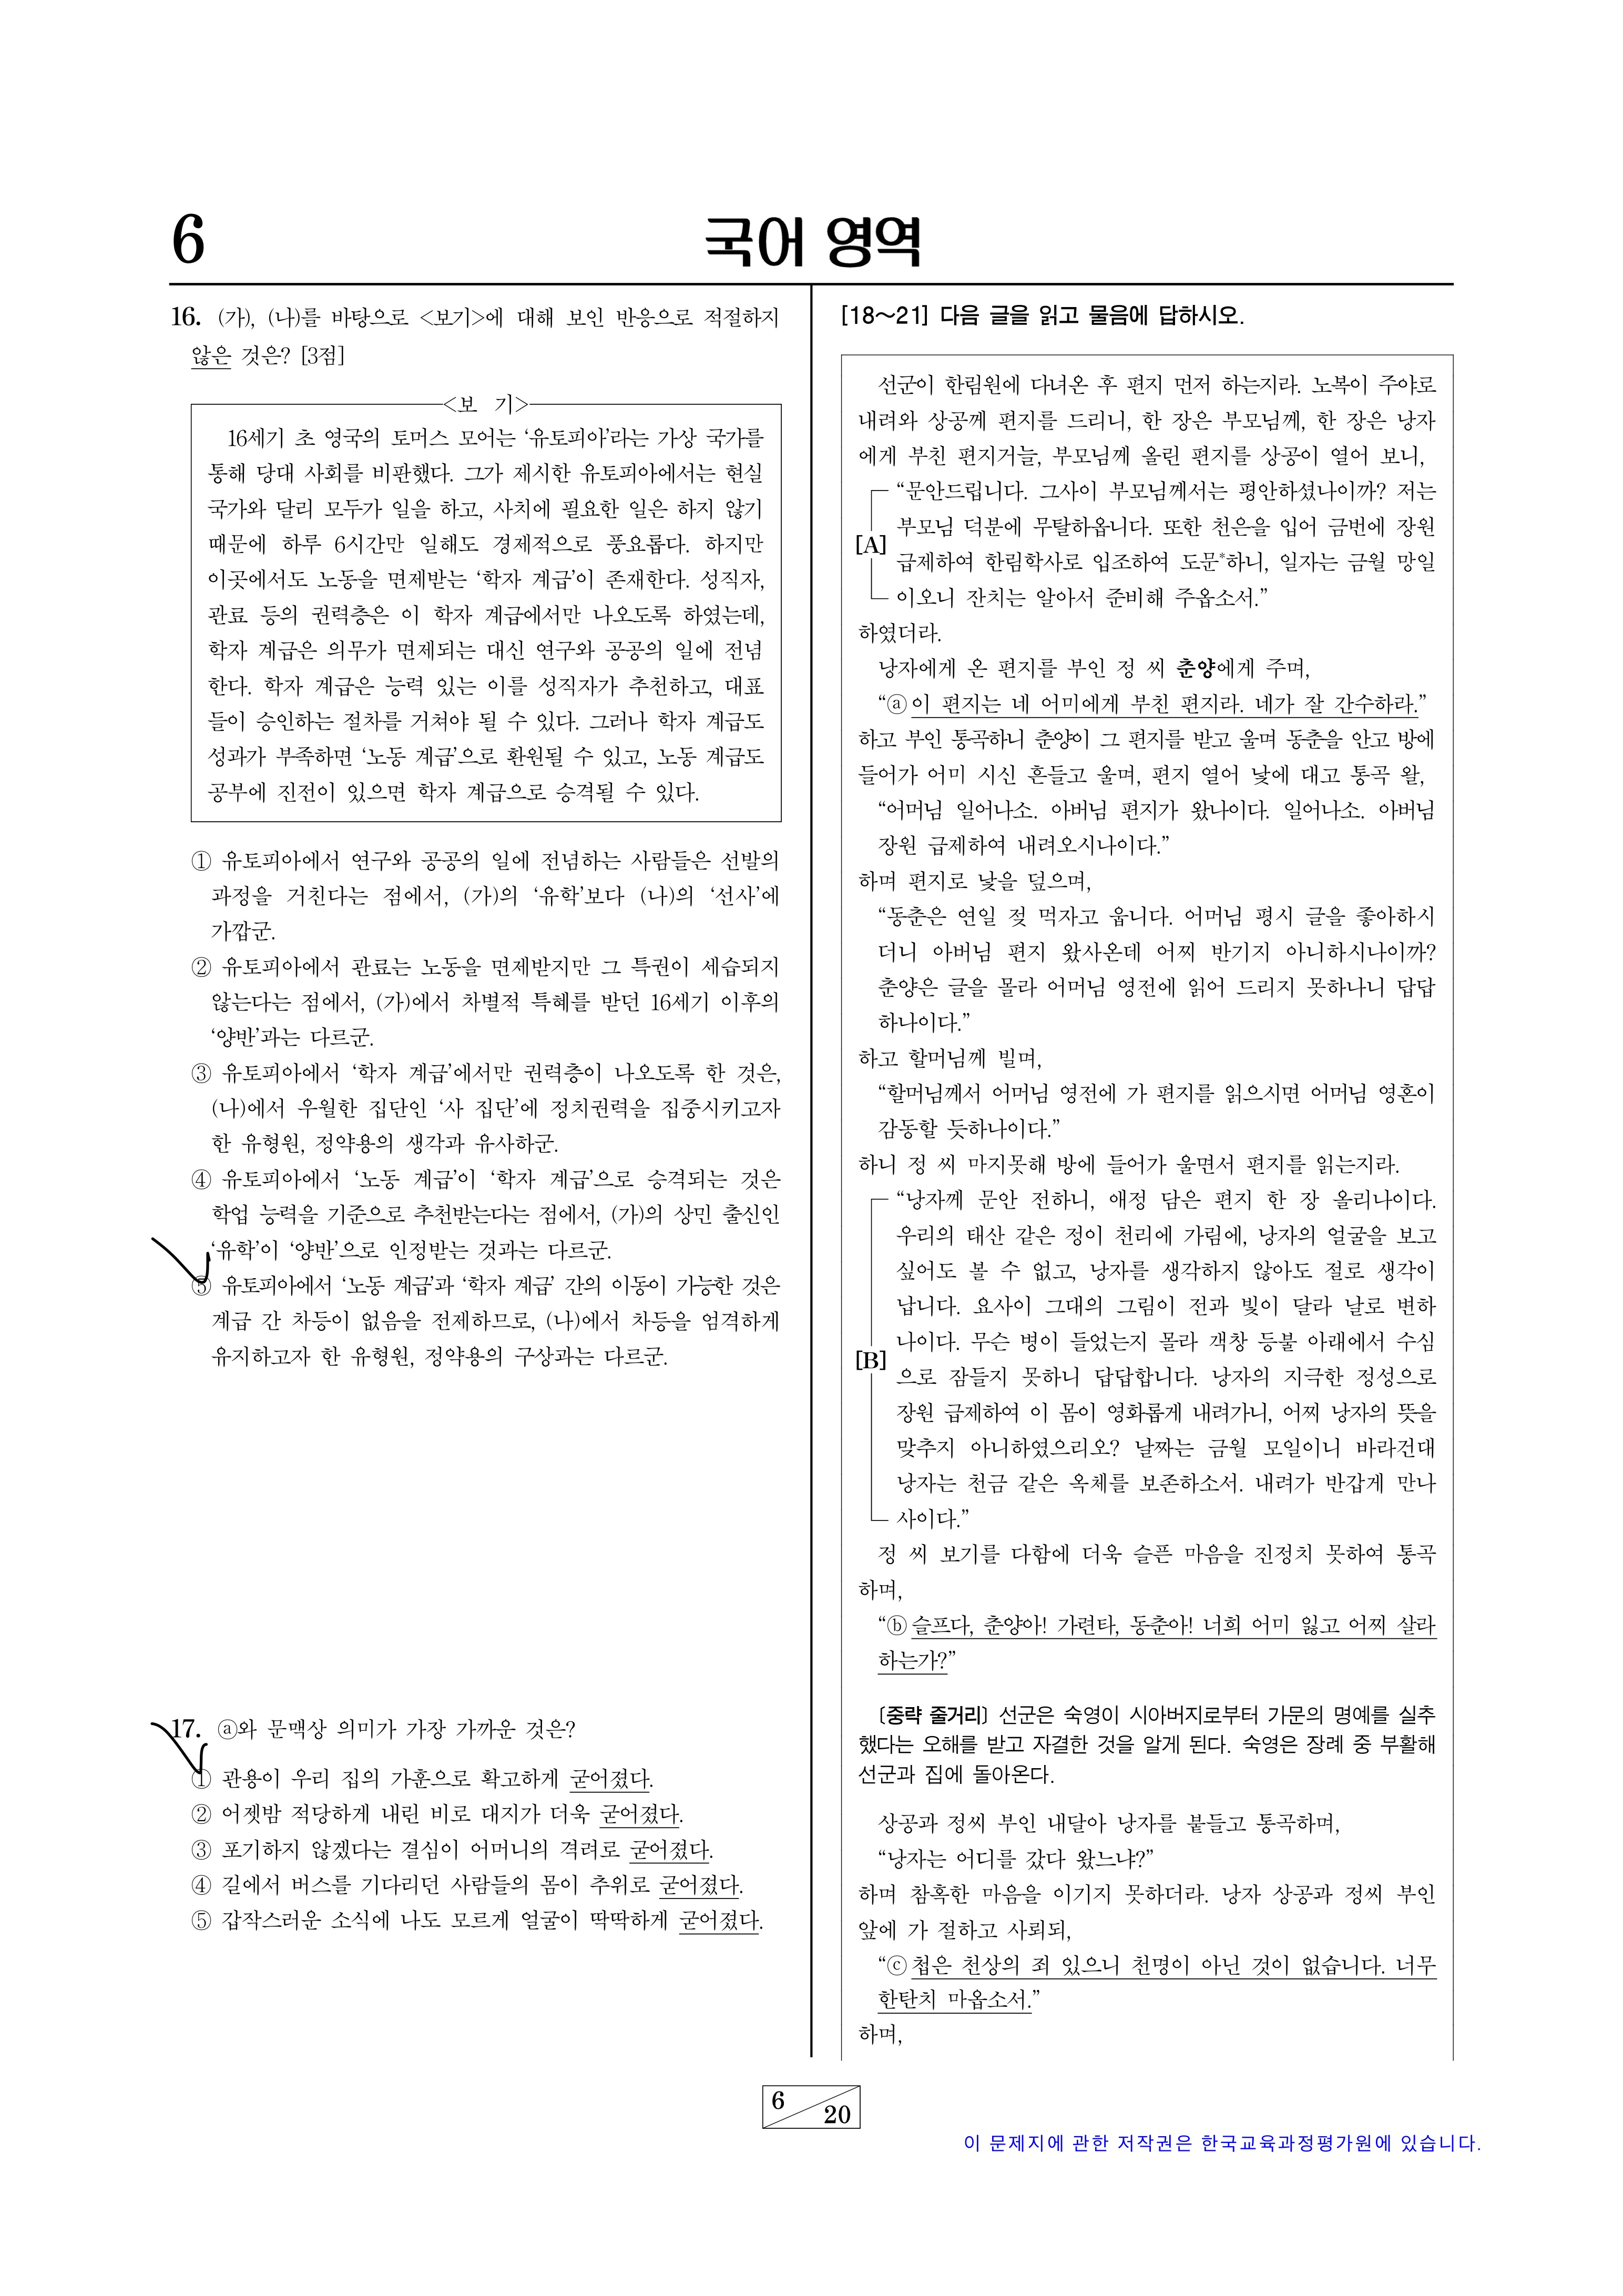 6
국어 영역
16. (가), (나)를 바탕으로 <보기>에 대해 보인 반응으로 적절하지
않은 것은? [3점]
<보 기>
16세기 초 영국의 토머스 모어는 ‘유토피아’라는 가상 국가를
통해 당대 사회를 비판했다. 그가 제시한 유토피아에서는 현실
국가와 달리 모두가 일을 하고, 사치에 필요한 일은 하지 않기
때문에 하루 6시간만 일해도 경제적으로 풍요롭다. 하지만
이곳에서도 노동을 면제받는 ‘학자 계급’이 존재한다. 성직자,
관료 등의 권력층은 이 학자 계급에서만 나오도록 하였는데,
학자 계급은 의무가 면제되는 대신 연구와 공공의 일에 전념
한다. 학자 계급은 능력 있는 이를 성직자가 추천하고, 대표
들이 승인하는 절차를 거쳐야 될 수 있다. 그러나 학자 계급도
성과가 부족하면 ‘노동 계급’으로 환원될 수 있고, 노동 계급도
공부에 진전이 있으면 학자 계급으로 승격될 수 있다.
① 유토피아에서 연구와 공공의 일에 전념하는 사람들은 선발의
과정을 거친다는 점에서, (가)의 ‘유학’보다 (나)의 ‘선사’에
가깝군.
② 유토피아에서 관료는 노동을 면제받지만 그 특권이 세습되지
않는다는 점에서, (가)에서 차별적 특혜를 받던 16세기 이후의
‘양반’과는 다르군.
③ 유토피아에서 ‘학자 계급’에서만 권력층이 나오도록 한 것은,
(나)에서 우월한 집단인 ‘사 집단’에 정치권력을 집중시키고자
한 유형원, 정약용의 생각과 유사하군.
④ 유토피아에서 ‘노동 계급’이 ‘학자 계급’으로 승격되는 것은
학업 능력을 기준으로 추천받는다는 점에서, (가)의 상민 출신인
‘유학’이 ‘양반’으로 인정받는 것과는 다르군.
⑤ 유토피아에서 ‘노동 계급’과 ‘학자 계급’ 간의 이동이 가능한 것은
계급 간 차등이 없음을 전제하므로, (나)에서 차등을 엄격하게
유지하고자 한 유형원, 정약용의 구상과는 다르군.
17. ⓐ와 문맥상 의미가 가장 가까운 것은?
① 관용이 우리 집의 가훈으로 확고하게 굳어졌다.
② 어젯밤 적당하게 내린 비로 대지가 더욱 굳어졌다.
③ 포기하지 않겠다는 결심이 어머니의 격려로 굳어졌다.
④ 길에서 버스를 기다리던 사람들의 몸이 추위로 굳어졌다.
⑤ 갑작스러운 소식에 나도 모르게 얼굴이 딱딱하게 굳어졌다.
[18~21] 다음 글을 읽고 물음에 답하시오.
선군이 한림원에 다녀온 후 편지 먼저 하는지라. 노복이 주야로
내려와 상공께 편지를 드리니, 한 장은 부모님께, 한 장은 낭자
에게 부친 편지거늘, 부모님께 올린 편지를 상공이 열어 보니,
“문안드립니다. 그사이 부모님께서는 평안하셨나이까? 저는
부모님 덕분에 무탈하옵니다. 또한 천은을 입어 금번에 장원
[A] 급제하여 한림학사로 입조하여 도문*하니, 일자는 금월 망일
이오니 잔치는 알아서 준비해 주옵소서.”
하였더라.
낭자에게 온 편지를 부인 정 씨 춘양에게 주며,
“ⓐ 이 편지는 네 어미에게 부친 편지라. 네가 잘 간수하라.”
하고 부인 통곡하니 춘양이 그 편지를 받고 울며 동춘을 안고 방에
들어가 어미 시신 흔들고 울며, 편지 열어 낯에 대고 통곡 왈,
“어머님 일어나소. 아버님 편지가 왔나이다. 일어나소. 아버님
장원 급제하여 내려오시나이다.”
하며 편지로 낯을 덮으며,
“동춘은 연일 젖 먹자고 웁니다. 어머님 평시 글을 좋아하시
더니 아버님 편지 왔사온데 어찌 반기지 아니하시나이까?
춘양은 글을 몰라 어머님 영전에 읽어 드리지 못하나니 답답
하나이다.”
하고 할머님께 빌며,
“할머님께서 어머님 영전에 가 편지를 읽으시면 어머님 영혼이
감동할 듯하나이다.”
하니 정 씨 마지못해 방에 들어가 울면서 편지를 읽는지라.
“낭자께 문안 전하니, 애정 담은 편지 한 장 올리나이다.
우리의 태산 같은 정이 천리에 가림에, 낭자의 얼굴을 보고
싶어도 볼 수 없고, 낭자를 생각하지 않아도 절로 생각이
납니다. 요사이 그대의 그림이 전과 빛이 달라 날로 변하
나이다. 무슨 병이 들었는지 몰라 객창 등불 아래에서 수심
[B] 으로 잠들지 못하니 답답합니다. 낭자의 지극한 정성으로
장원 급제하여 이 몸이 영화롭게 내려가니, 어찌 낭자의 뜻을
맞추지 아니하였으리오? 날짜는 금월 모일이니 바라건대
낭자는 천금 같은 옥체를 보존하소서. 내려가 반갑게 만나
사이다.”
정 씨 보기를 다함에 더욱 슬픈 마음을 진정치 못하여 통곡
하며,
“ⓑ 슬프다, 춘양아! 가련타, 동춘아! 너희 어미 잃고 어찌 살라
하는가?”
〔중략 줄거리〕 선군은 숙영이 시아버지로부터 가문의 명예를 실추
했다는 오해를 받고 자결한 것을 알게 된다. 숙영은 장례 중 부활해
선군과 집에 돌아온다.
상공과 정씨 부인 내달아 낭자를 붙들고 통곡하며,
“낭자는 어디를 갔다 왔느냐?”
하며 참혹한 마음을 이기지 못하더라. 낭자 상공과 정씨 부인
앞에 가 절하고 사뢰되,
“ⓒ 첩은 천상의 죄 있으니 천명이 아닌 것이 없습니다. 너무
한탄치 마옵소서.”
하며,
6
20
이 문제지에 관한 저작권은 한국교육과정평가원에 있습니다.